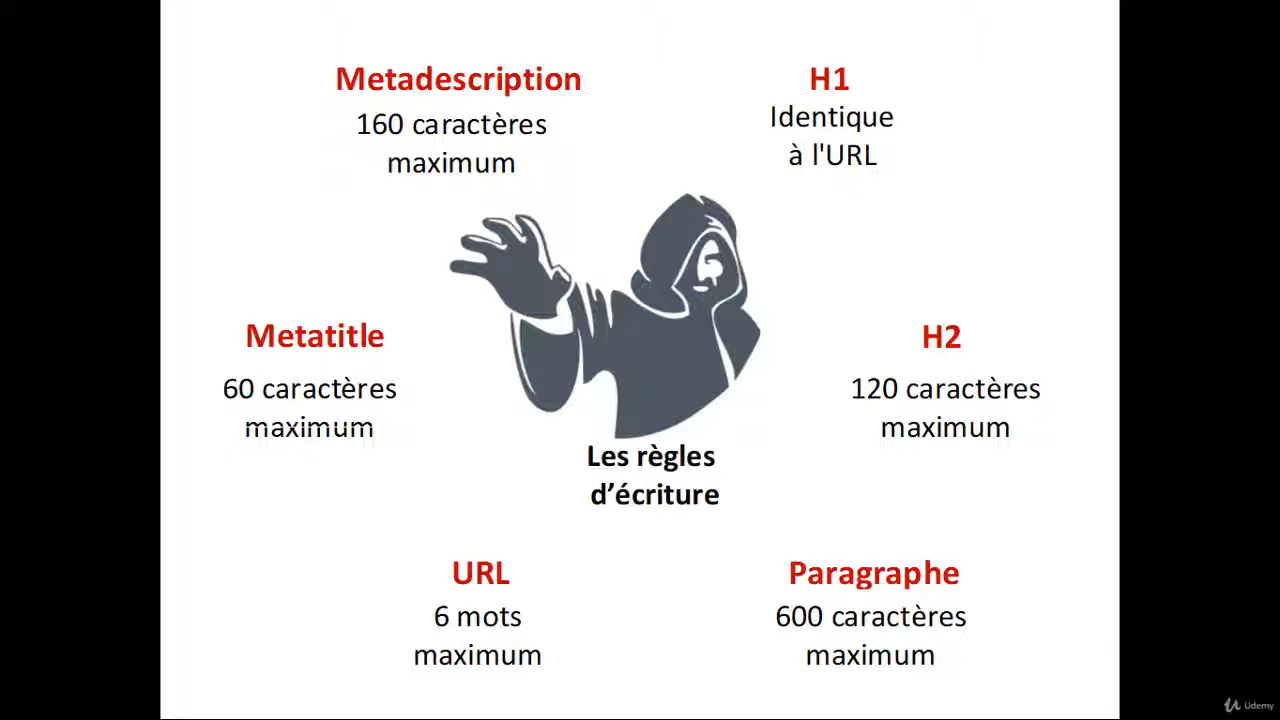 Metadescription
160 caractères
maximum
H1
Identique
à l'URL
Metatitle
60 caractères
maximum
H2
120 caractères
maximum
Les règles
d’écriture
URL
6 mots
maximum
Paragraphe
600 caractères
maximum
Udemy